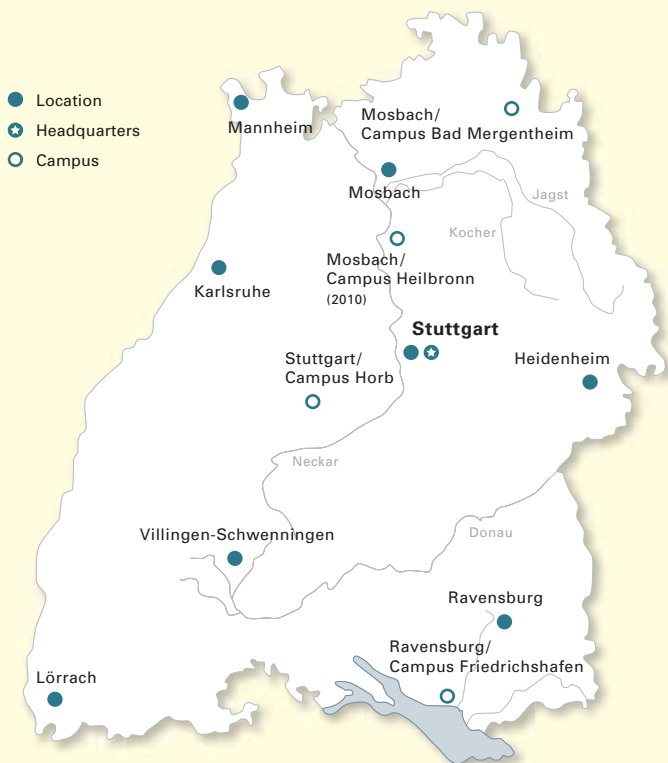 Location
Headquarters
Campus
Mannheim
Mosbach/
Campus Bad Mergentheim
Mosbach
Jagst
Kocher
Mosbach/
Campus Heilbronn
(2010)
Karlsruhe
Stuttgart
Stuttgart/
Campus Horb
Heidenheim
Neckar
Villingen-Schwenningen
Donau
Ravensburg
Ravensburg/
Campus Friedrichshafen
Lörrach